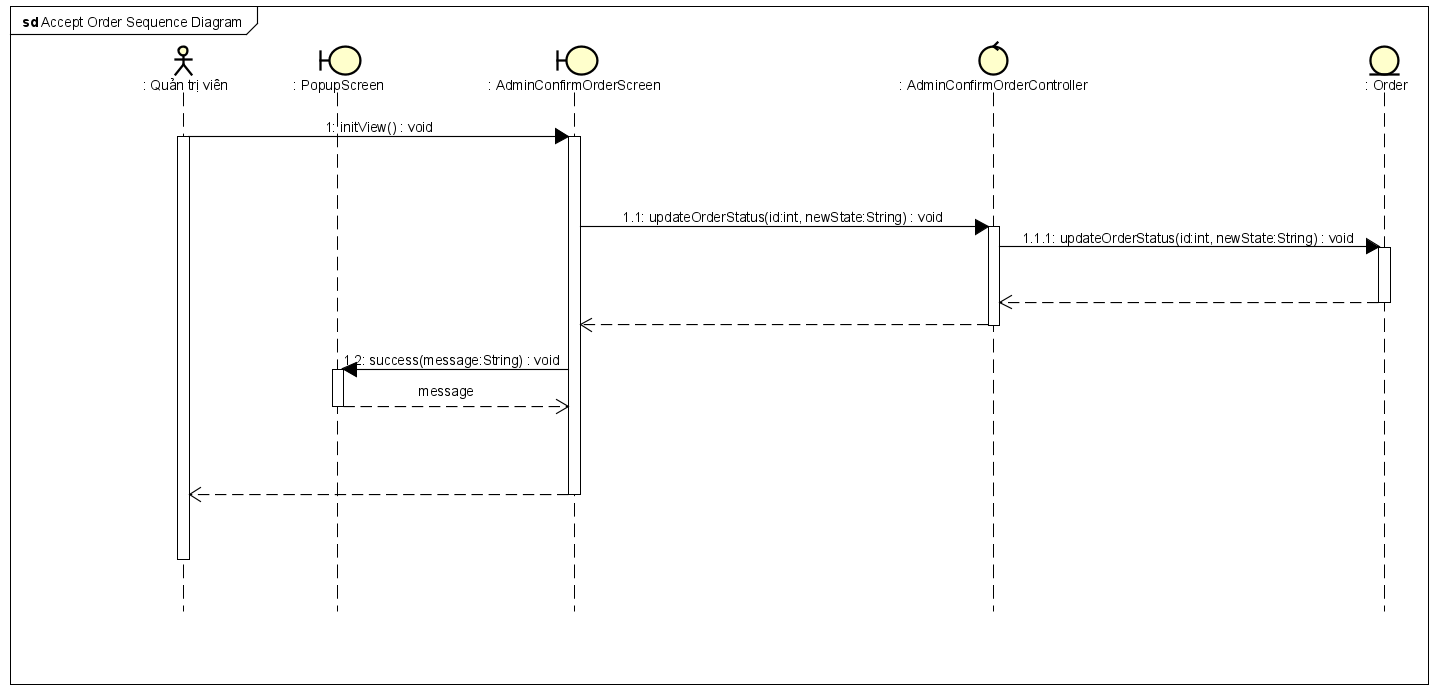 sd Accept Order Sequence Diagram
: Quản trị viên
: PopupScreen
: AdminConfirmOrderScreen
: AdminConfirmOrderController
: Order
1: initView() : void
1.1: updateOrderStatus(id:int, newState:String) : void
1.1.1: updateOrderStatus(id:int, newState:String) : void
1.2: success(message:String) : void
message